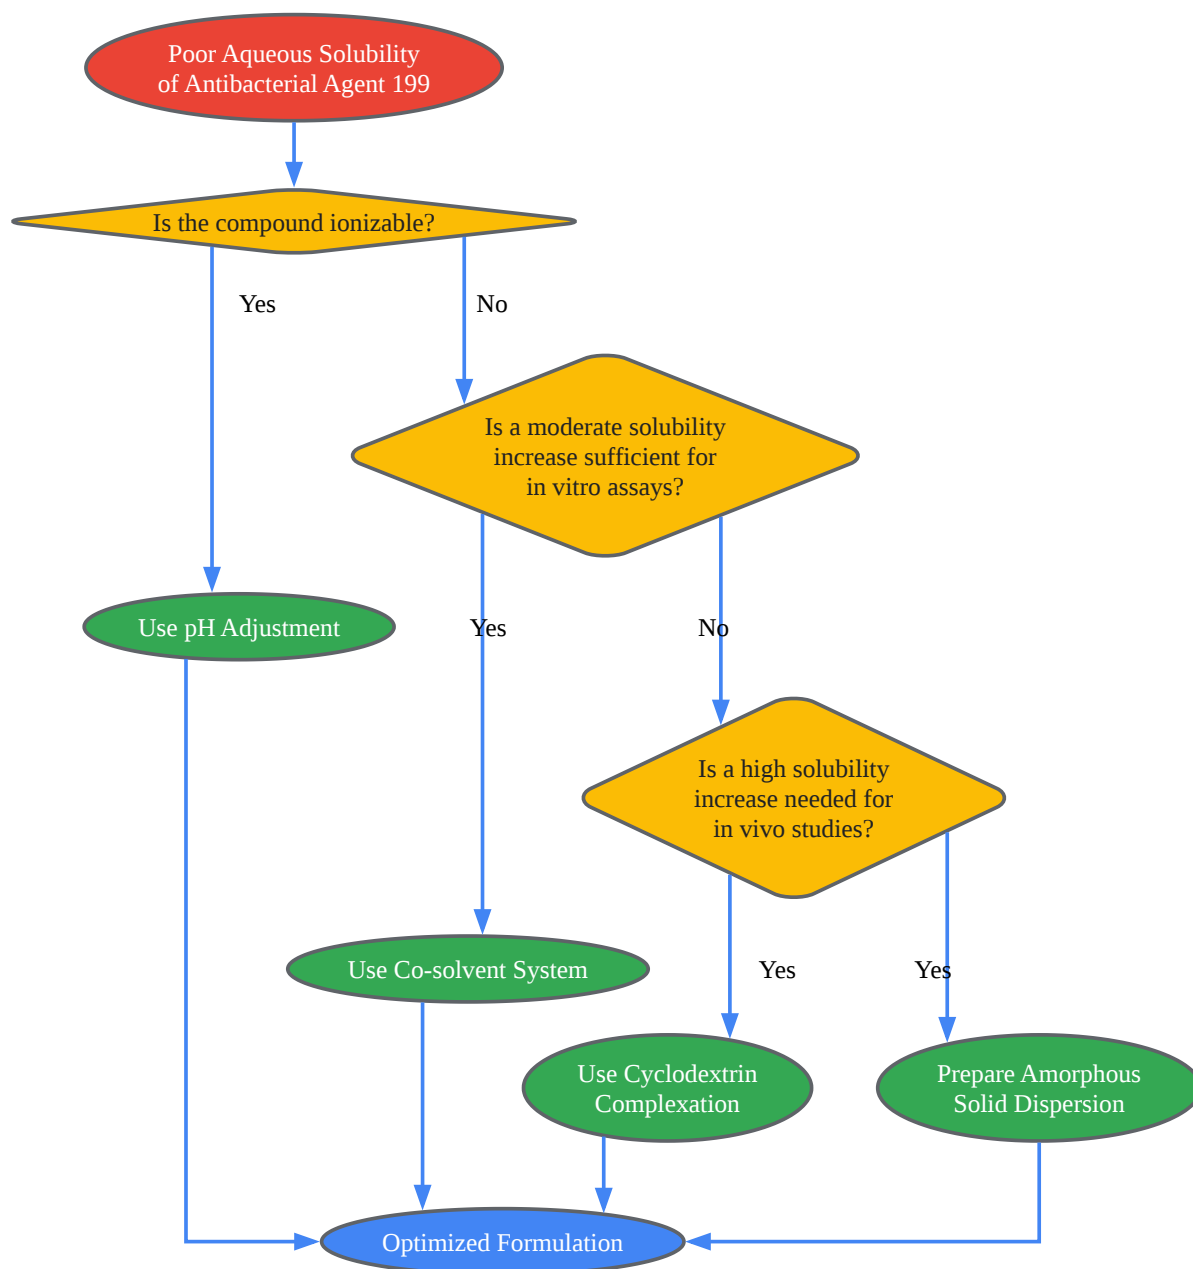 Poor Aqueous Solubility
of Antibacterial Agent 199
Is the compound ionizable?
Yes
No
Is a moderate solubility
increase sufficient for
in vitro assays?
Use pH Adjustment
Yes
No
Is a high solubility
increase needed for
in vivo studies?
Use Co-solvent System
Yes
Yes
Use Cyclodextrin
Complexation
Prepare Amorphous
Solid Dispersion
Optimized Formulation